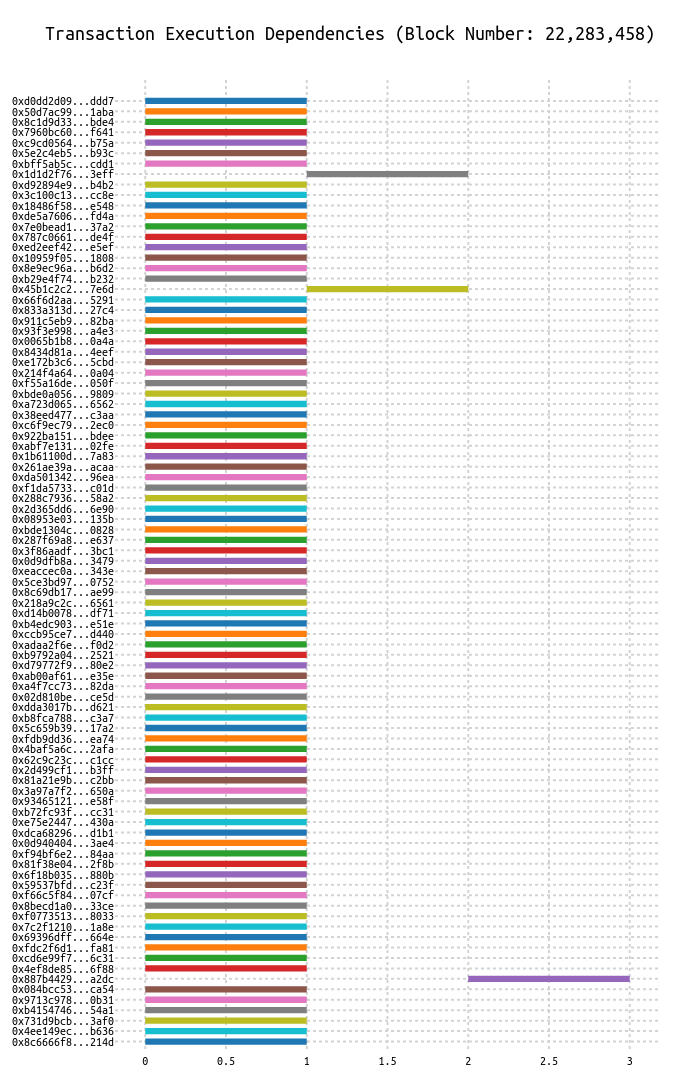 Transaction Execution Dependencies (Block Number: 22,283,458)
0xd0dd2d09...ddd7
0x50d7ac99...1aba
0x8c1d9d33...bde4
0x7960bc60...f641
0xc9cd0564...b75a
0x5e2c4eb5...b93c
0xbff5ab5c...cdd1
0x1d1d2f76...3eff
0xd92894e9...b4b2
0x3c100c13...cc8e
0x18486f58...e548
0xde5a7606...fd4a
0x7e0bead1...37a2
0x787c0661...de4f
0xed2eef42...e5ef
0x10959f05...1808
0x8e9ec96a...b6d2
0xb29e4f74...b232
0x45b1c2c2...7e6d
0x66f6d2aa...5291
0x833a313d...27c4
0x911c5eb9...82ba
0x93f3e998...a4e3
0x0065b1b8...0a4a
0x8434d81a...4eef
0xe172b3c6...5cbd
0x214f4a64...0a04
0xf55a16de...050f
0xbde0a056...9809
0xa723d065...6562
0x38eed477...c3aa
0xc6f9ec79...2ec0
0x922ba151...bdee
0xabf7e131...02fe
0x1b61100d...7a83
0x261ae39a...acaa
0xda501342...96ea
0xf1da5733...c01d
0x288c7936...58a2
0x2d365dd6...6e90
0x08953e03...135b
0xbde1304c...0828
0x287f69a8...e637
0x3f86aadf...3bc1
0x0d9dfb8a...3479
0xeaccec0a...343e
0x5ce3bd97...0752
0x8c69db17...ae99
0x218a9c2c...6561
0xd14b0078...df71
0xb4edc903...e51e
0xccb95ce7...d440
0xadaa2f6e...f0d2
0xb9792a04...2521
0xd79772f9...80e2
0xab00af61...e35e
0xa4f7cc73...82da
0x02d810be...ce5d
0xdda3017b...d621
0xb8fca788...c3a7
0x5c659b39...17a2
0xfdb9dd36...ea74
0x4baf5a6c...2afa
0x62c9c23c...c1cc
0x2d499cf1...b3ff
0x81a21e9b...c2bb
0x3a97a7f2...650a
0x93465121...e58f
0xb72fc93f...cc31
0xe75e2447...430a
0xdca68296...d1b1
0x0d940404...3ae4
0xf94bf6e2...84aa
0x81f38e04...2f8b
0x6f18b035...880b
0x59537bfd...c23f
0xf66c5f84...07cf
0x8becd1a0...33ce
0xf0773513...8033
0x7c2f1210...1a8e
0x69396dff...664e
0xfdc2f6d1...fa81
0xcd6e99f7...6c31
0x4ef8de85...6f88
0x887b4429...a2dc
0x084bcc53...ca54
0x9713c978...0b31
0xb4154746...54a1
0x731d9bcb...3af0
0x4ee149ec...b636
0x8c6666f8...214d
0 0.5 1 1.5 2 2.5 3